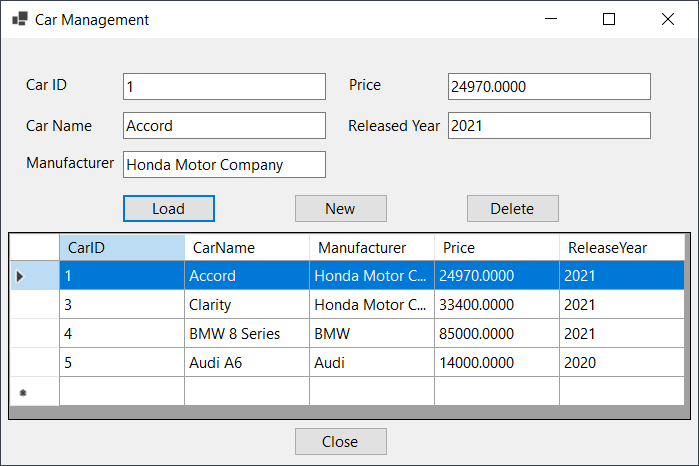 Car Management
Car ID 1 Price 24970.0000
Car Name Accord Released Year 2021
Manufacturer Honda Motor Company
Load New Delete
CarID CarName Manufacturer Price ReleaseYear
1 Accord Honda Motor C... 24970.0000 2021
3 Clarity Honda Motor C... 33400.0000 2021
4 BMW 8 Series BMW 85000.0000 2021
5 Audi A6 Audi 14000.0000 2020
Close